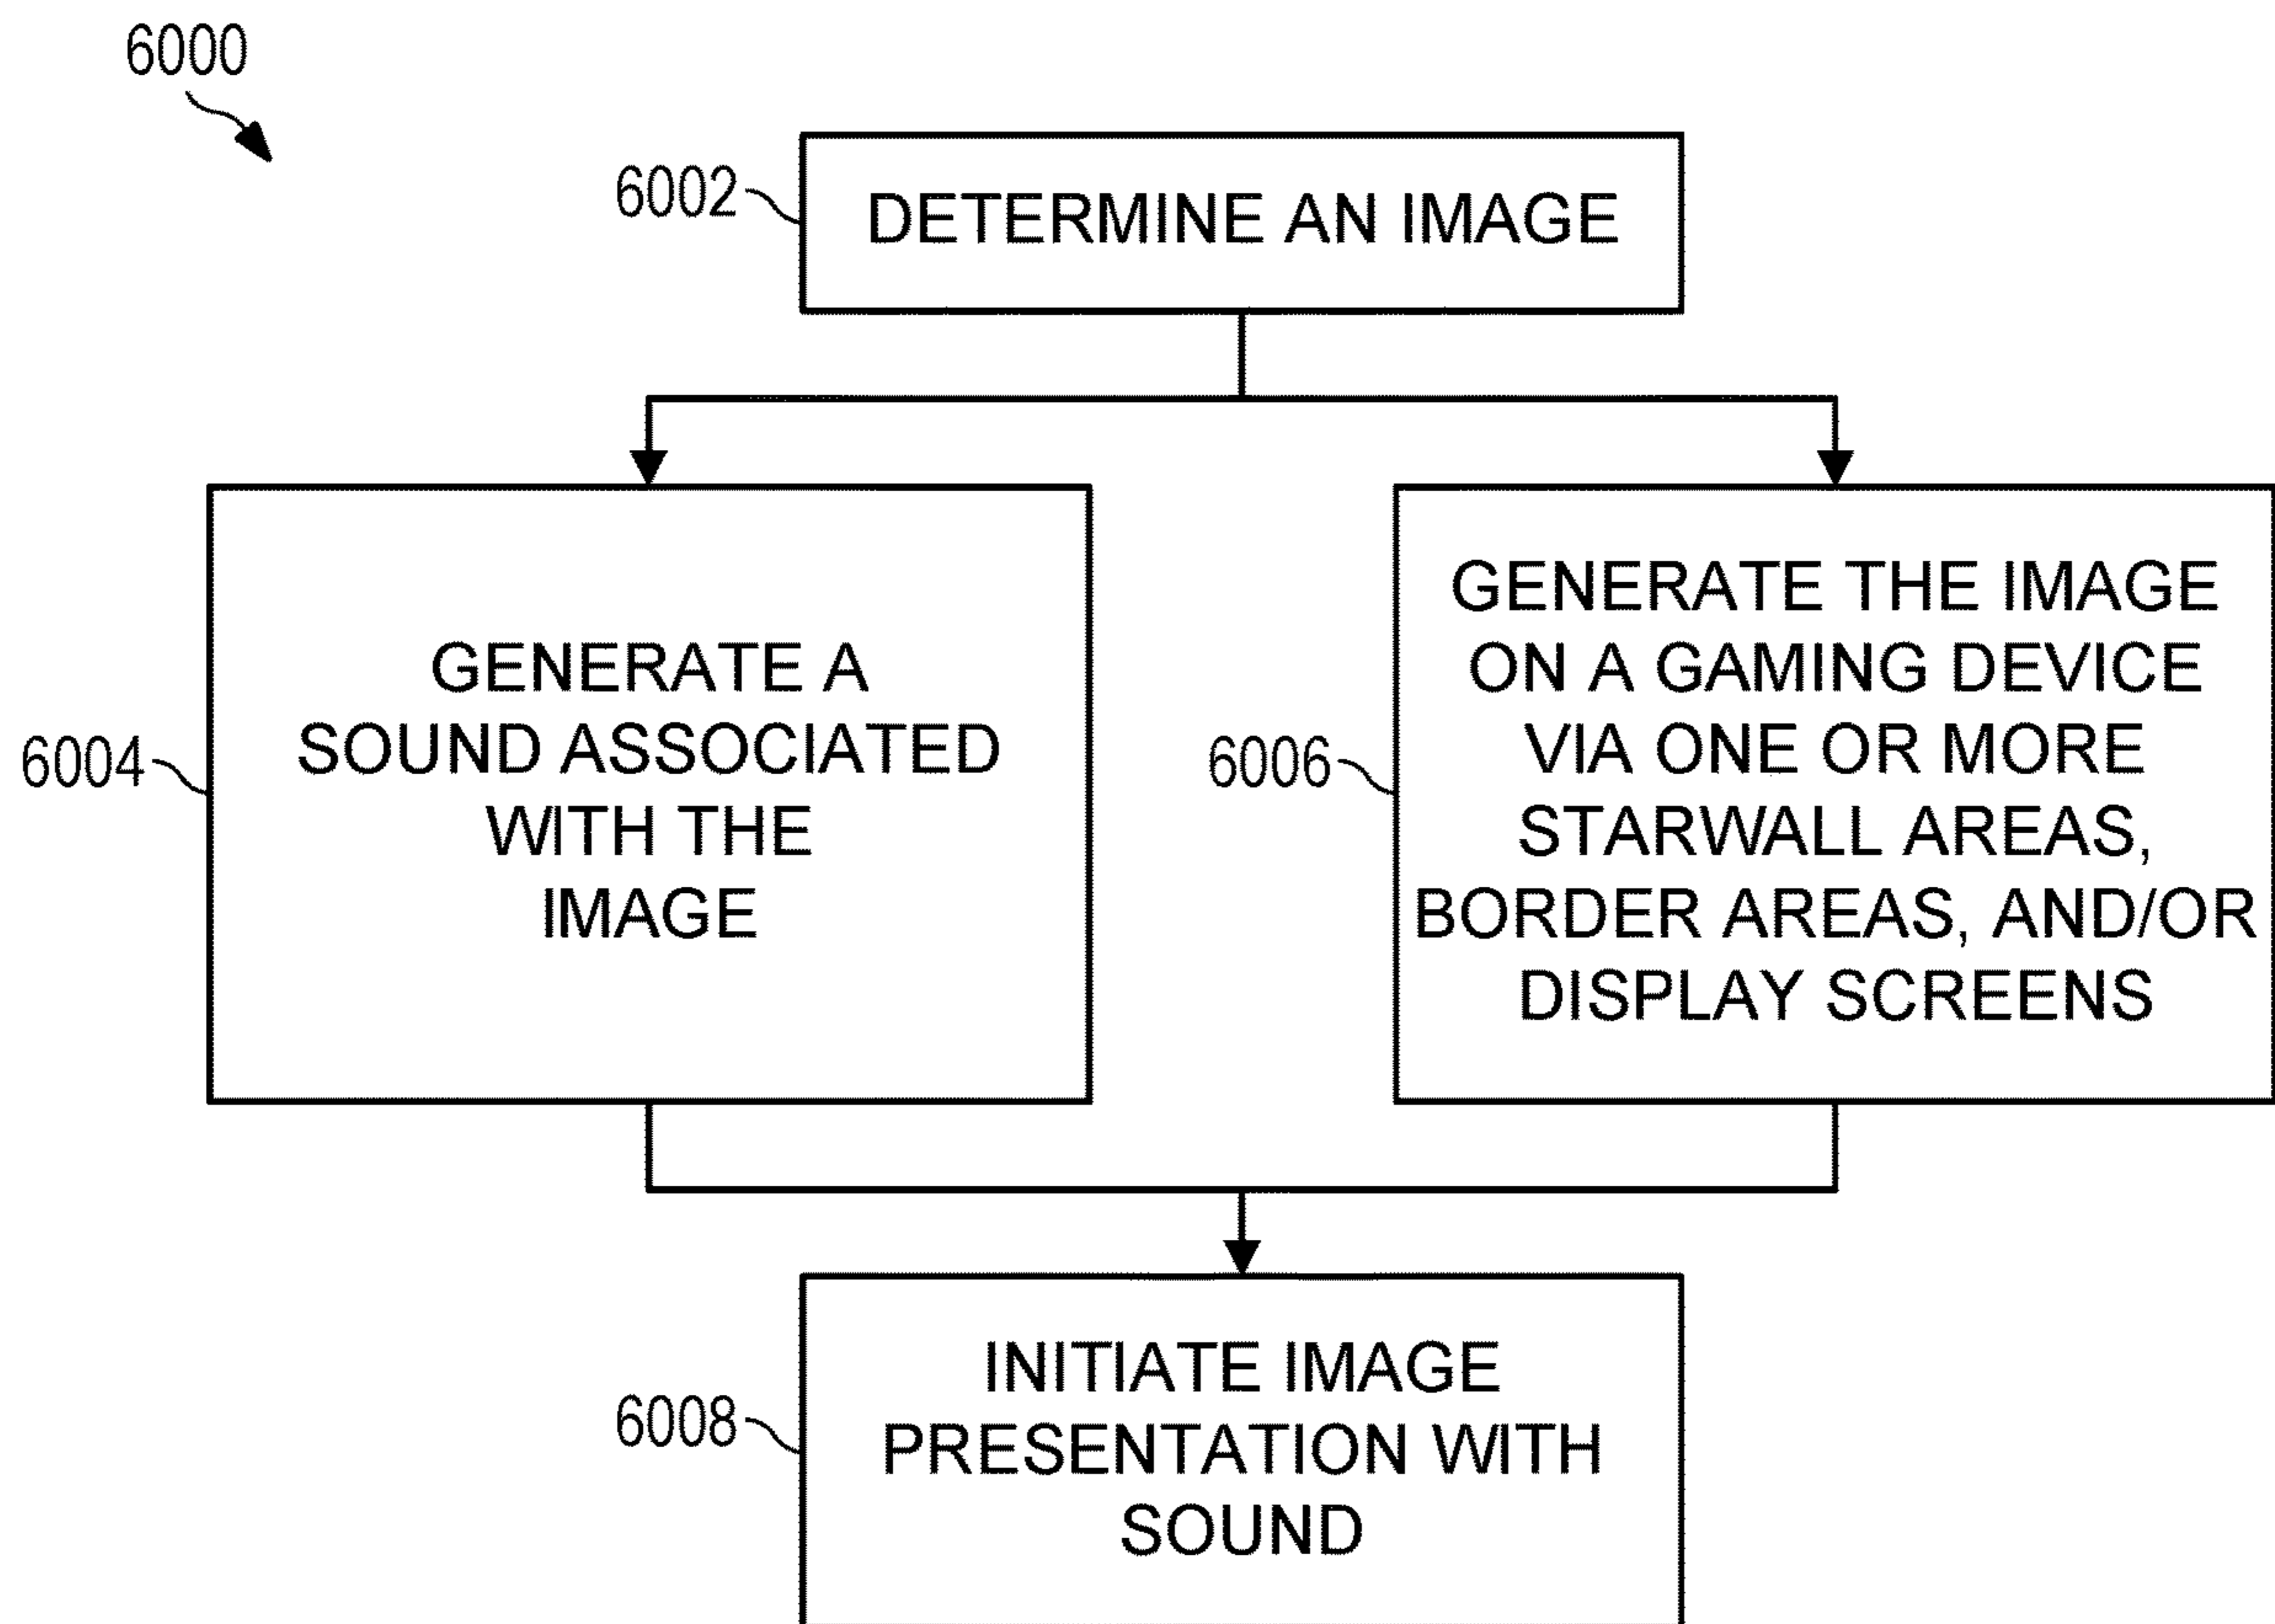 6000
6002
DETERMINE AN IMAGE
6004
GENERATE A
SOUND ASSOCIATED
WITH THE
IMAGE
6006
GENERATE THE IMAGE
ON A GAMING DEVICE
VIA ONE OR MORE
STARWALL AREAS,
BORDER AREAS, AND/OR
DISPLAY SCREENS
6008
INITIATE IMAGE
PRESENTATION WITH
SOUND